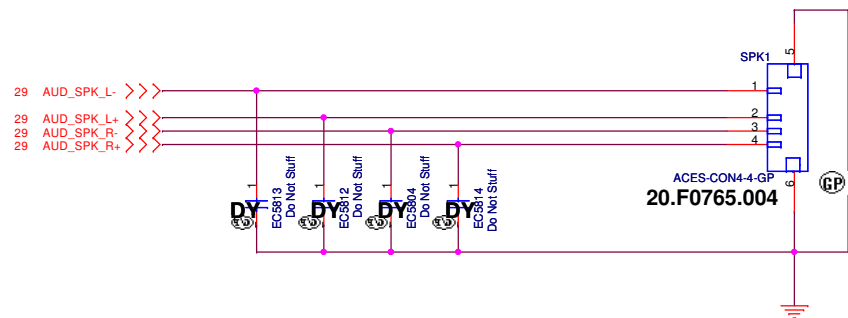 5
SPK1
29 AUD_SPK_L-
1
29 AUD_SPK_L+
2
29 AUD_SPK_R-
3
29 AUD_SPK_R+
4
ACES-CON4-4-GP
20.F0765.004
6
GP
1
DY
EC5813
Do Not Stuff
1
DY
EC5812
Do Not Stuff
1
DY
EC5804
Do Not Stuff
1
DY
EC5814
Do Not Stuff